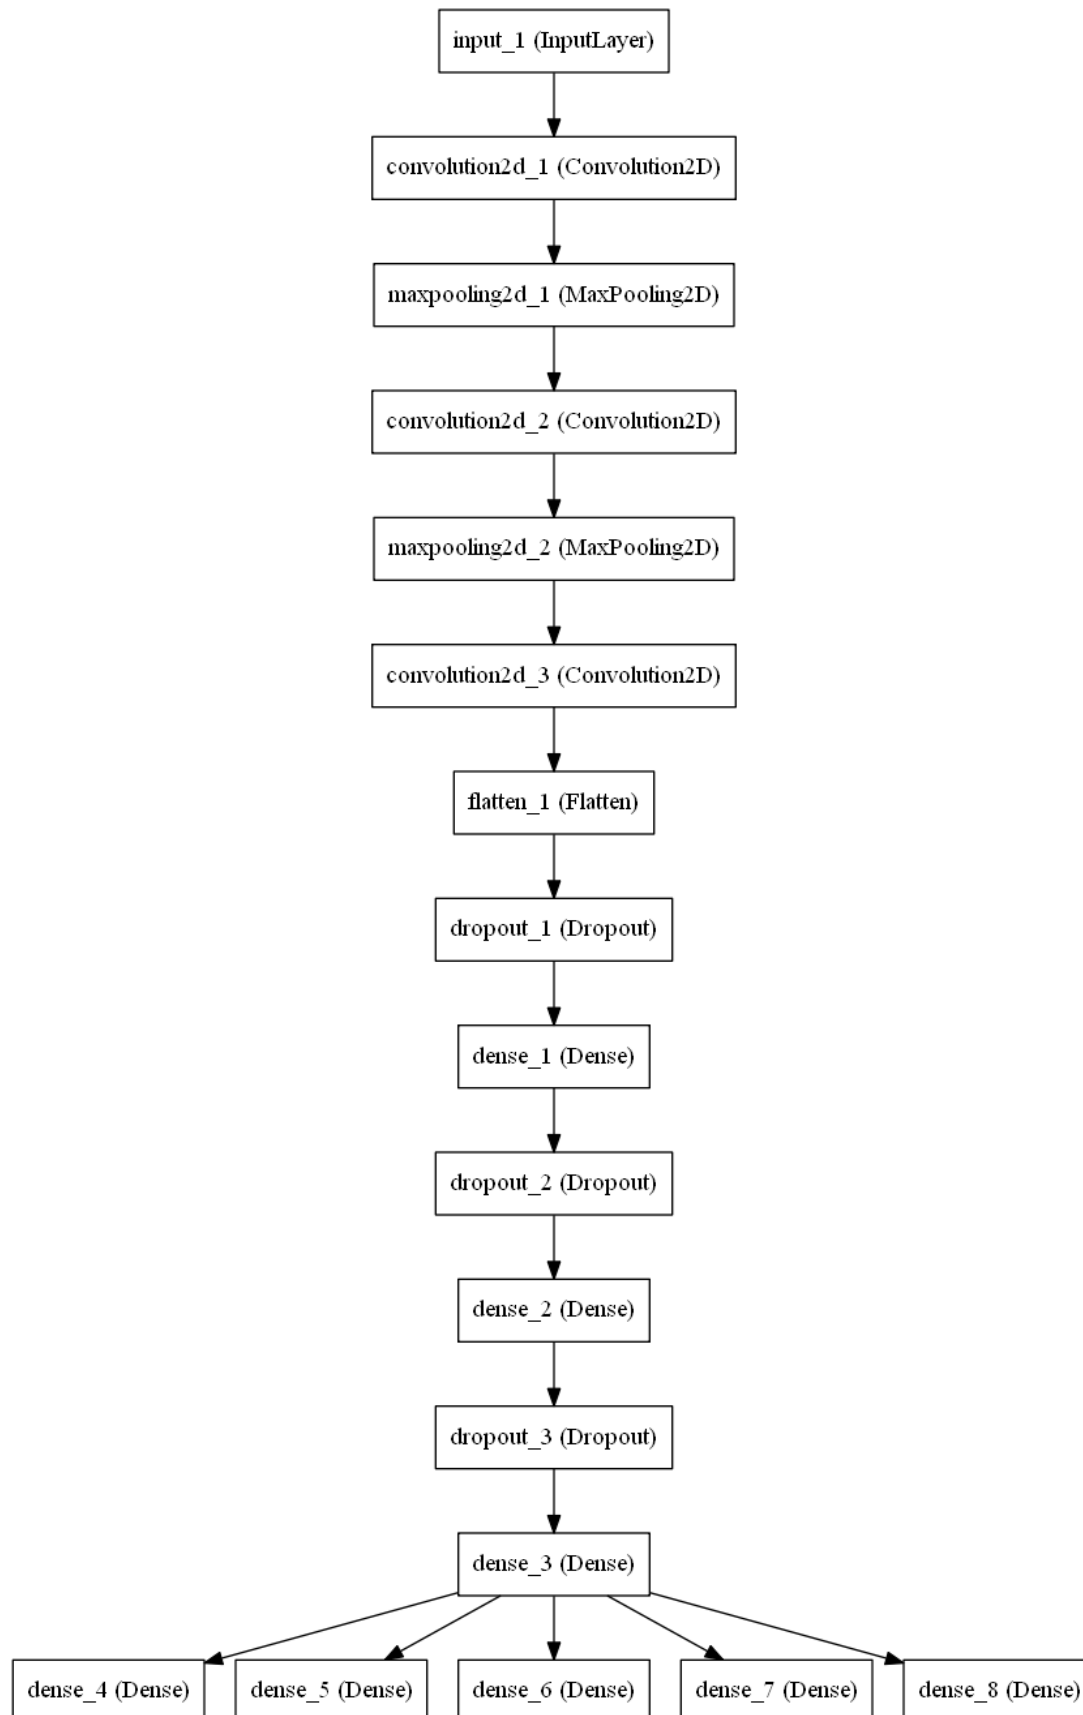 input_1 (InputLayer)
convolution2d_1 (Convolution2D)
maxpooling2d_1 (MaxPooling2D)
convolution2d_2 (Convolution2D)
maxpooling2d_2 (MaxPooling2D)
convolution2d_3 (Convolution2D)
flatten_1 (Flatten)
dropout_1 (Dropout)
dense_1 (Dense)
dropout_2 (Dropout)
dense_2 (Dense)
dropout_3 (Dropout)
dense_3 (Dense)
dense_4 (Dense)
dense_5 (Dense)
dense_6 (Dense)
dense_7 (Dense)
dense_8 (Dense)